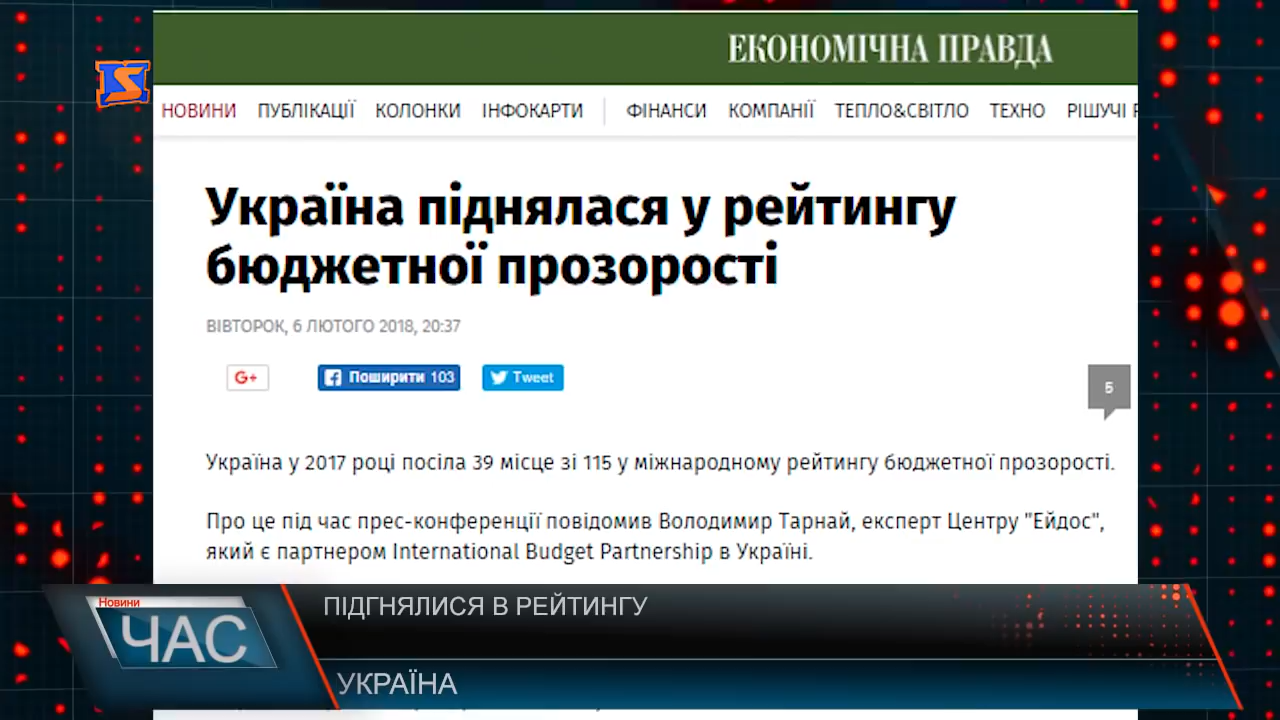 ЕКОНОМІЧНА ПРАВДА
НОВИНИ ПУБЛІКАЦІЇ КОЛОНКИ ІНФОКАРТИ ФІНАНСИ КОМПАНІЇ ТЕПЛО&СВІТЛО ТЕХНО РІШУЧІ
Україна піднялася у рейтингу
бюджетної прозорості
ВІВТОРОК, 6 ЛЮТОГО 2018, 20:37
G+ Поширити 103 Tweet
5
Україна у 2017 році посіла 39 місце зі 115 у міжнародному рейтингу бюджетної прозорості.
Про це під час прес-конференції повідомив Володимир Тарнай, експерт Центру "Ейдос",
який є партнером International Budget Partnership в Україні.
Новини
ЧАС
ПІДГНЯЛИСЯ В РЕЙТИНГУ
УКРАЇНА